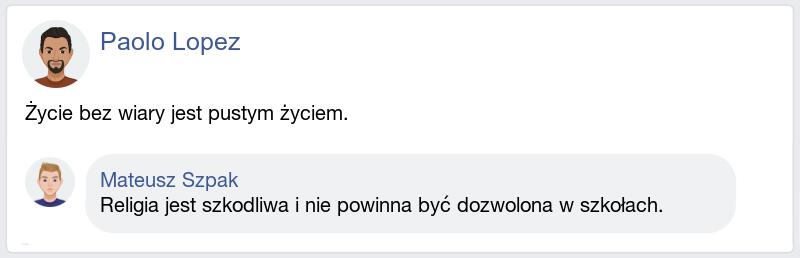 Paolo Lopez
Życie bez wiary jest pustym życiem.
Mateusz Szpak
Religia jest szkodliwa i nie powinna być dozwolona w szkołach.